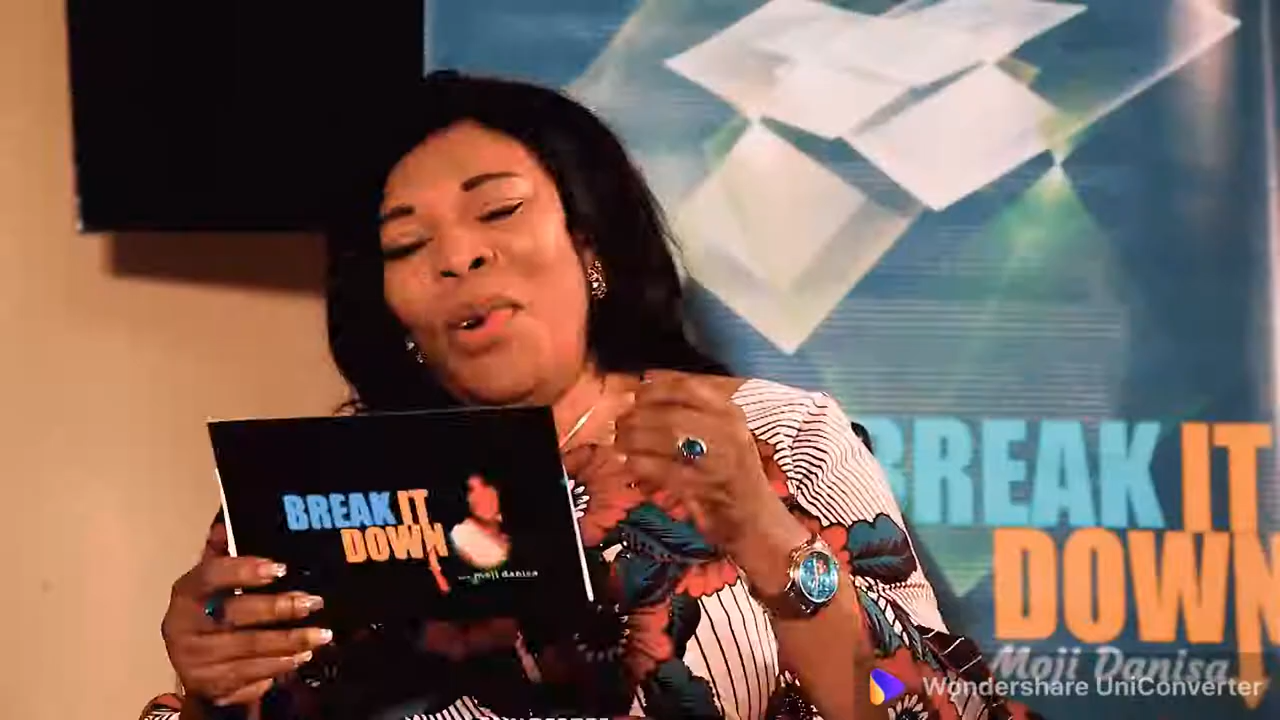 BREAK IT
DOWN
moji danisa
BREAK IT
DOWN
Moji Danisa
Wondershare UniConverter